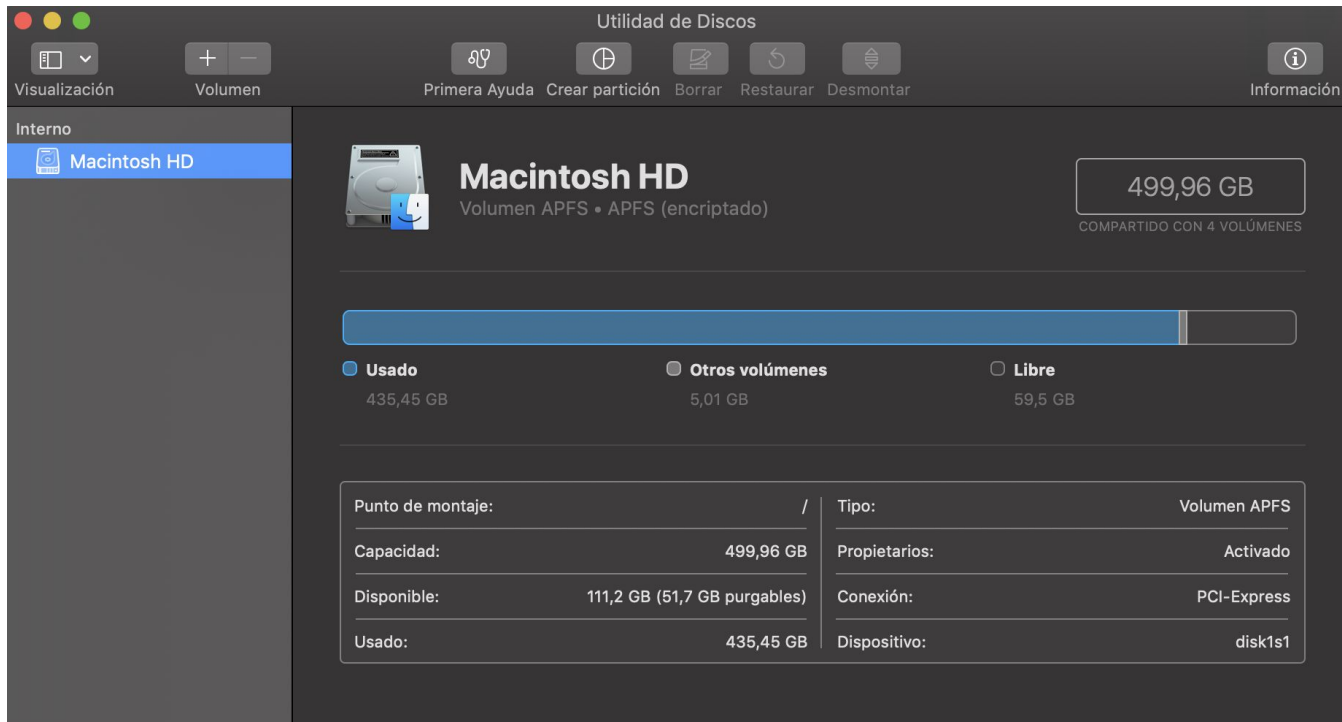 Utilidad de Discos
Visualización
Volumen
Primera Ayuda
Crear partición
Borrar
Restaurar
Desmontar
Información
Interno
Macintosh HD
Macintosh HD
Volumen APFS • APFS (encriptado)
499,96 GB
COMPARTIDO CON 4 VOLÚMENES
Usado
435,45 GB
Otros volúmenes
5,01 GB
Libre
59,5 GB
Punto de montaje: /
Capacidad: 499,96 GB
Disponible: 111,2 GB (51,7 GB purgables)
Usado: 435,45 GB
Tipo: Volumen APFS
Propietarios: Activado
Conexión: PCI-Express
Dispositivo: disk1s1